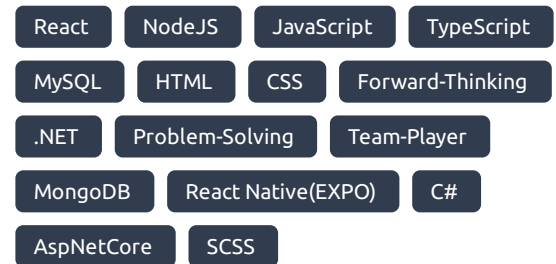 React NodeJS JavaScript TypeScript
MySQL HTML CSS Forward-Thinking
.NET Problem-Solving Team-Player
MongoDB React Native(EXPO) C#
AspNetCore SCSS